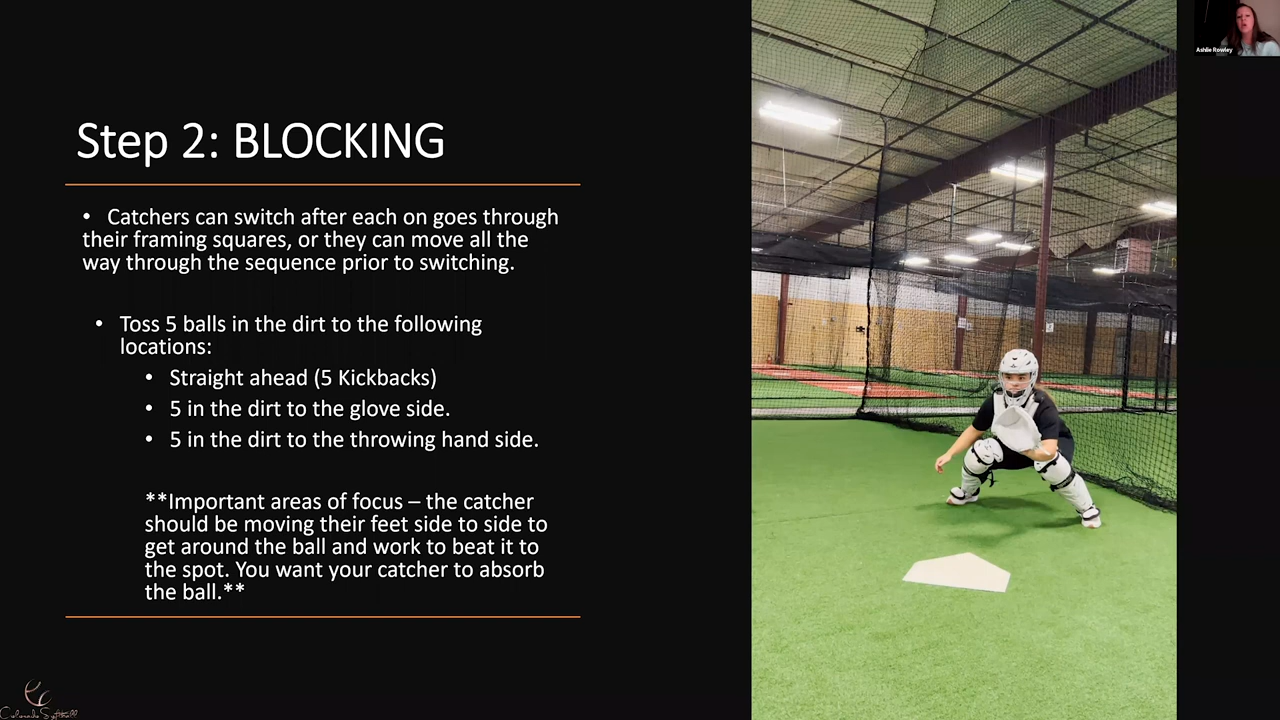 Ashlie Rowley
Step 2: BLOCKING
• Catchers can switch after each on goes through
their framing squares, or they can move all the
way through the sequence prior to switching.
• Toss 5 balls in the dirt to the following
locations:
• Straight ahead (5 Kickbacks)
• 5 in the dirt to the glove side.
• 5 in the dirt to the throwing hand side.
**Important areas of focus – the catcher
should be moving their feet side to side to
get around the ball and work to beat it to
the spot. You want your catcher to absorb
the ball.**